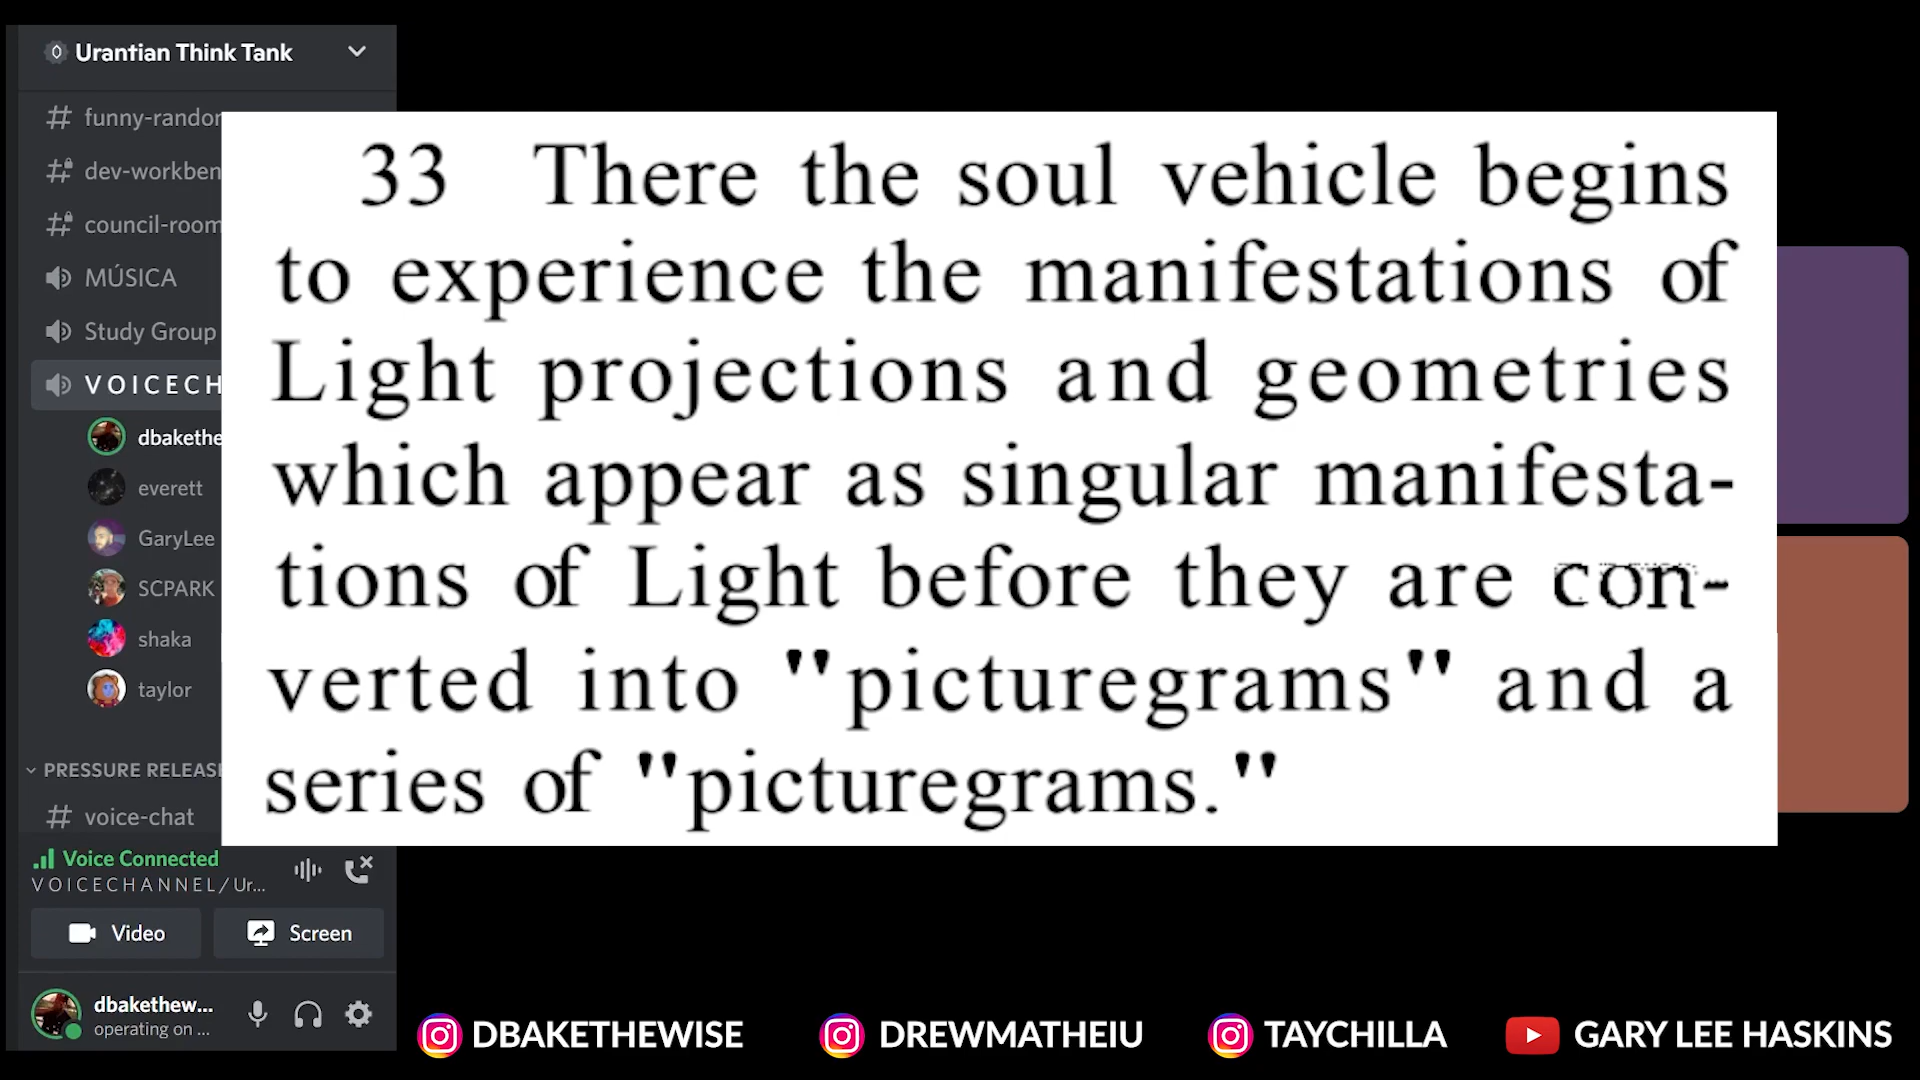 Urantian Think Tank
funny-randor
dev-workben
council-room
MÚSICA
Study Group
VOICECH
dbakethe
everett
GaryLee
SCPARK
shaka
taylor
PRESSURE RELEAS
voice-chat
Voice Connected
VOICECHANNEL/Ur...
Video
Screen
dbakethew...
operating on ...
33 There the soul vehicle begins
to experience the manifestations of
Light projections and geometries
which appear as singular manifesta-
tions of Light before they are con-
verted into "picturegrams" and a
series of "picturegrams."
DBAKETHEWISE
DREWMATHEIU
TAYCHILLA
GARY LEE HASKINS